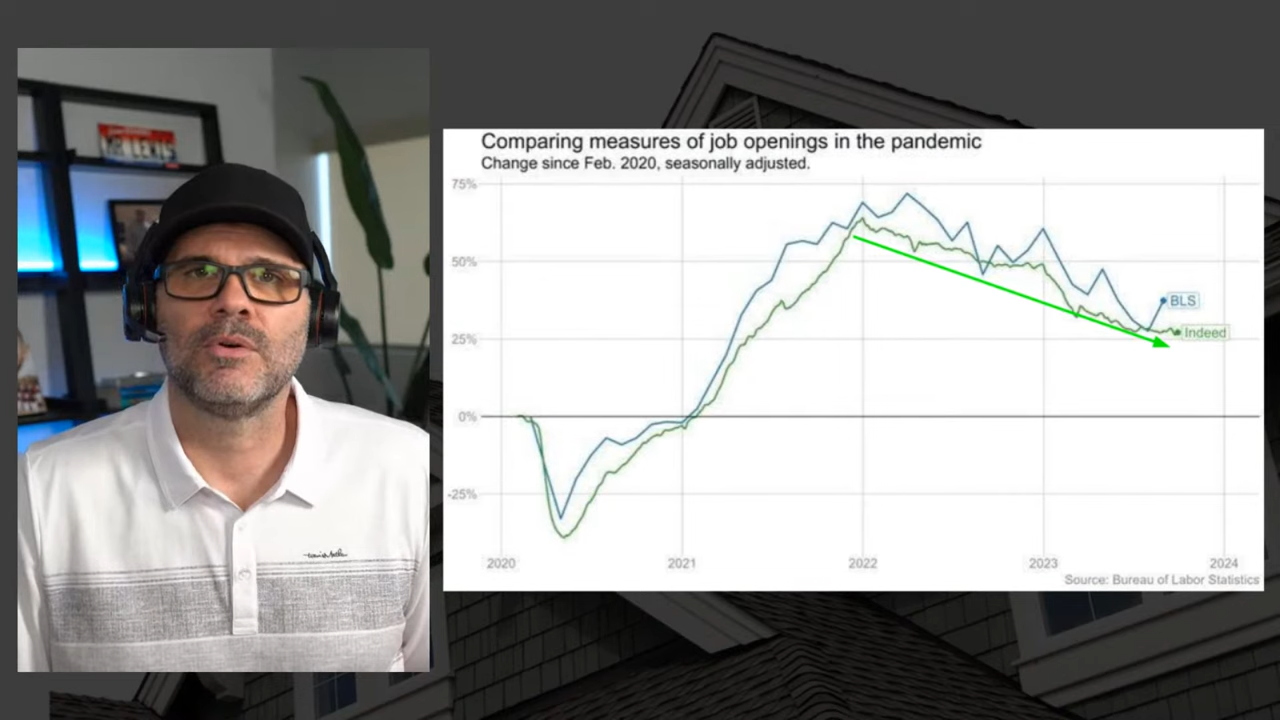 Comparing measures of job openings in the pandemic
Change since Feb. 2020, seasonally adjusted.
75%
50%
25%
0%
-25%
BLS
Indeed
2020 2021 2022 2023 2024
Source: Bureau of Labor Statistics